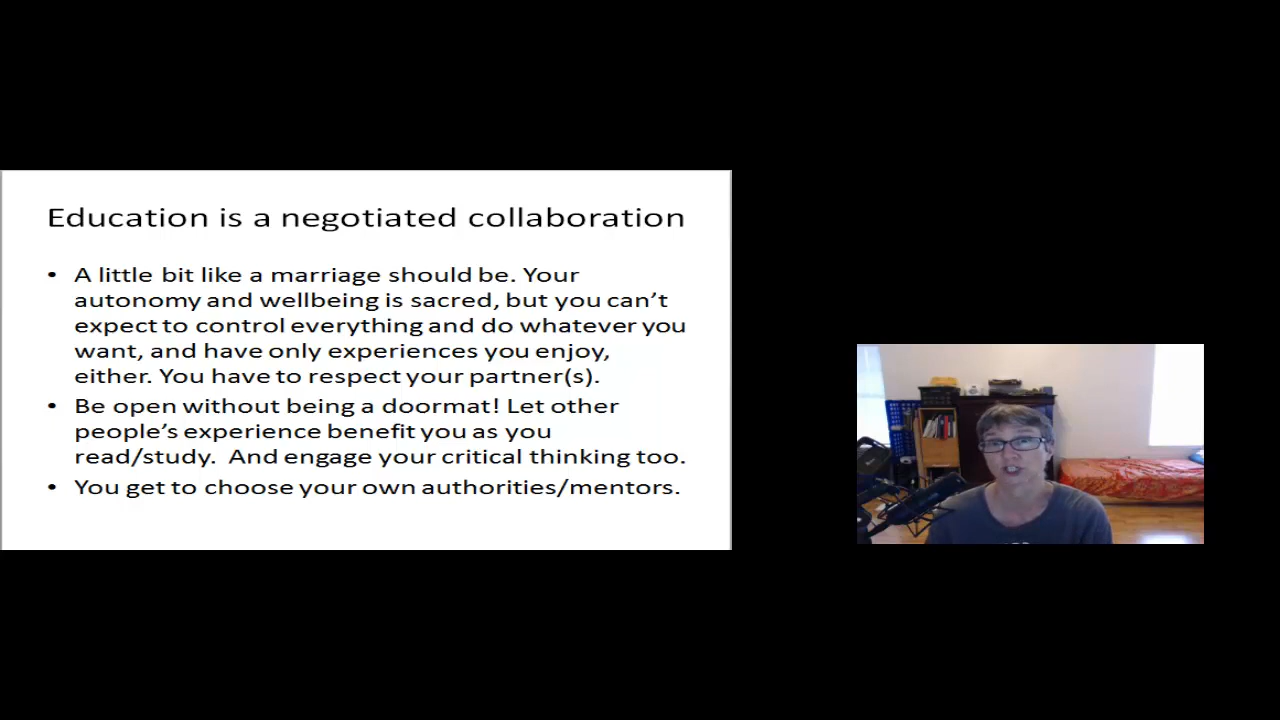 Education is a negotiated collaboration
• A little bit like a marriage should be. Your
autonomy and wellbeing is sacred, but you can't
expect to control everything and do whatever you
want, and have only experiences you enjoy,
either. You have to respect your partner(s).
• Be open without being a doormat! Let other
people's experience benefit you as you
read/study.  And engage your critical thinking too.
• You get to choose your own authorities/mentors.